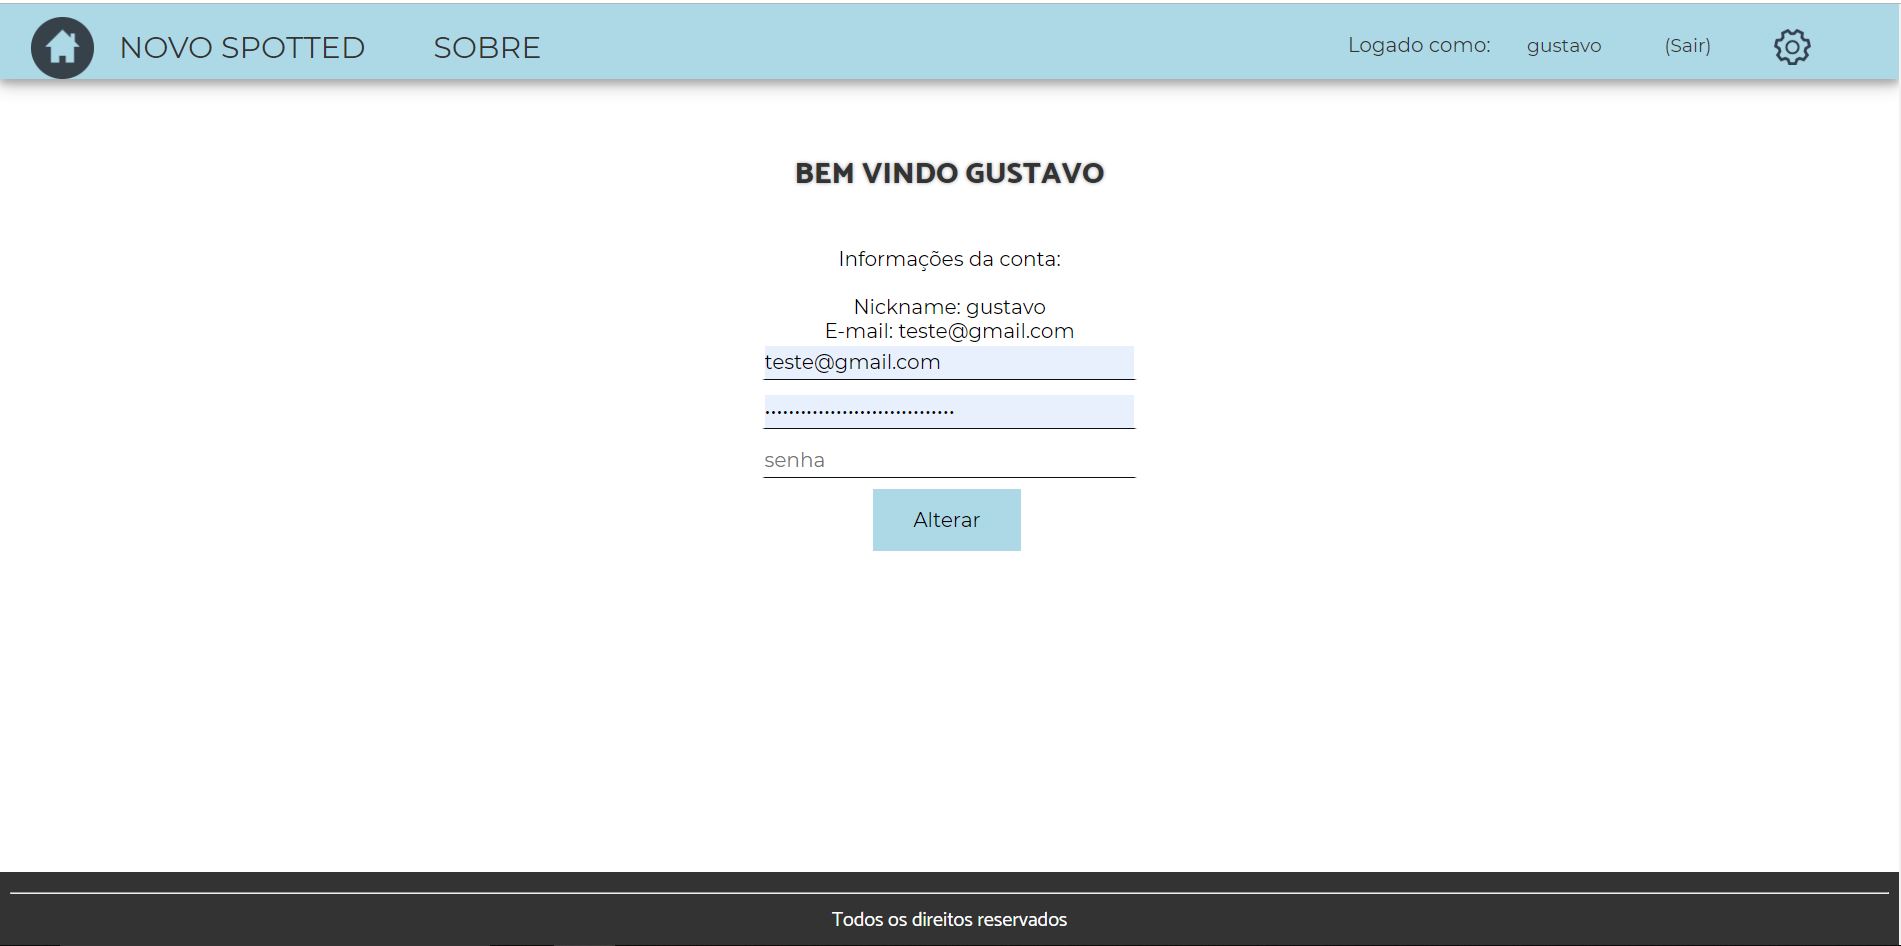 NOVO SPOTTED SOBRE Logado como: gustavo (Sair)
BEM VINDO GUSTAVO
Informações da conta:
Nickname: gustavo
E-mail: teste@gmail.com
teste@gmail.com
senha
Alterar
Todos os direitos reservados